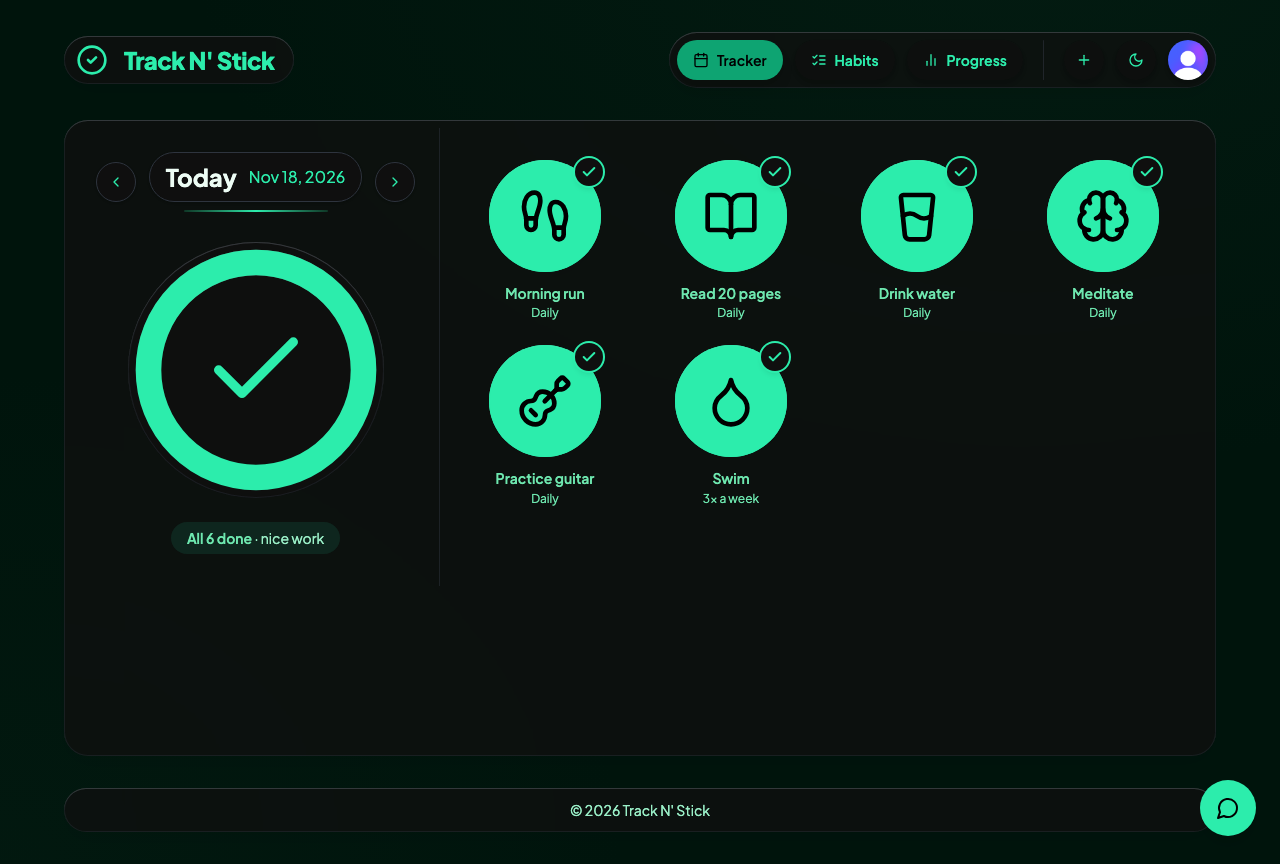 Track N' Stick
Tracker
Habits
Progress
Today Nov 18, 2026
All 6 done · nice work
Morning run
Daily
Read 20 pages
Daily
Drink water
Daily
Meditate
Daily
Practice guitar
Daily
Swim
3× a week
© 2026 Track N' Stick